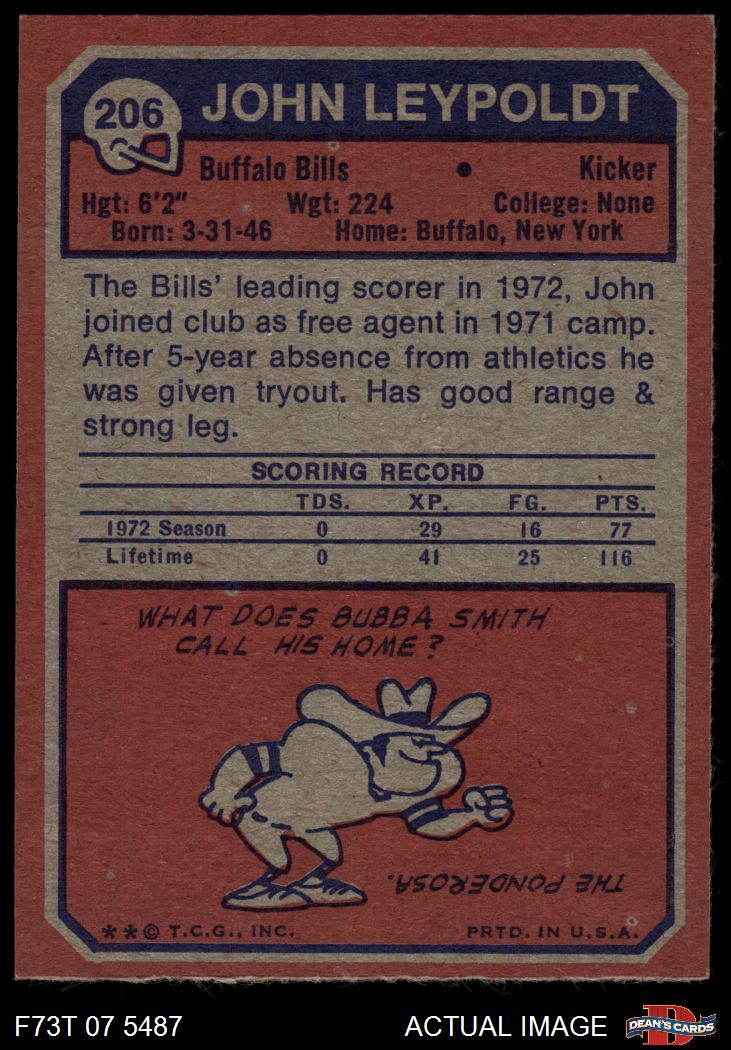 206 JOHN LEYPOLDT
Buffalo Bills • Kicker
Hgt: 6'2" Wgt: 224 College: None
Born: 3-31-46 Home: Buffalo, New York
The Bills' leading scorer in 1972, John
joined club as free agent in 1971 camp.
After 5-year absence from athletics he
was given tryout. Has good range &
strong leg.
SCORING RECORD
TDS. XP. FG. PTS.
1972 Season 0 29 16 77
Lifetime 0 41 25 116
WHAT DOES BUBBA SMITH
CALL HIS HOME?
THE PONDEROSA.
**© T.C.G., INC. PRTD. IN U.S.A.
F73T 07 5487 ACTUAL IMAGE
D
DEAN'S CARDS